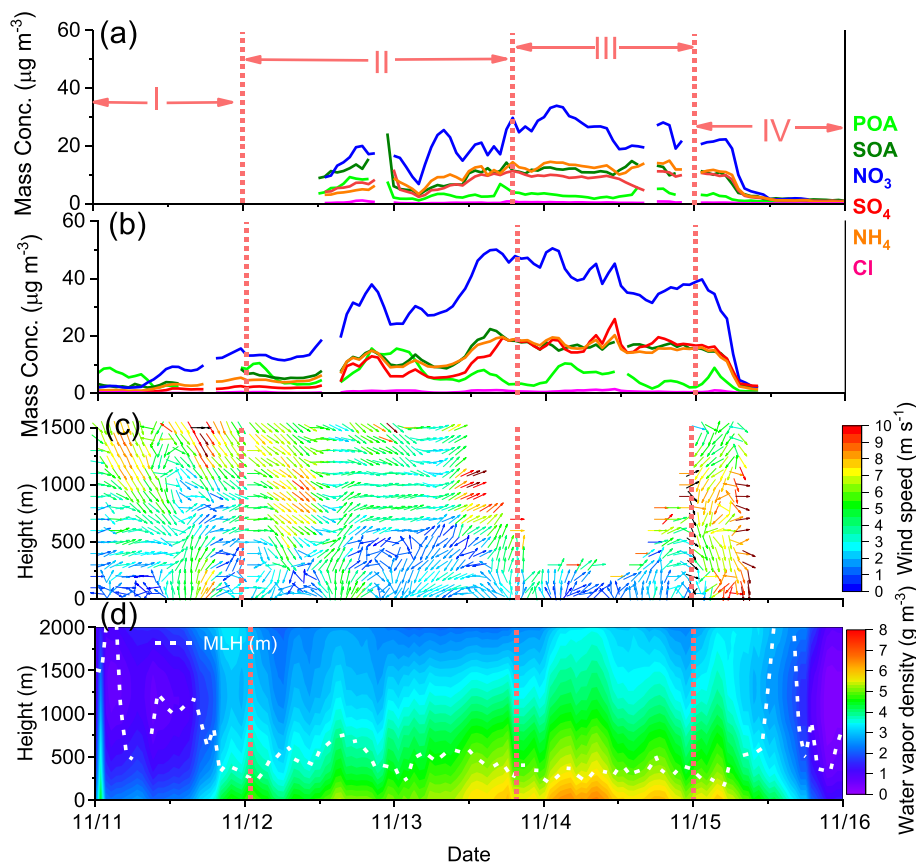 (a)
Mass Conc. (μg m⁻³)
60
40
20
0
I
II
III
IV
POA
SOA
NO₃
SO₄
NH₄
Cl
(b)
Mass Conc. (μg m⁻³)
60
40
20
0
(c)
Height (m)
1500
1000
500
0
10
9
8
7
6
5
4
3
2
1
0
Wind speed (m s⁻¹)
(d)
MLH (m)
Height (m)
2000
1500
1000
500
0
8
7
6
5
4
3
2
1
0
Water vapor density (g m⁻³)
11/11 11/12 11/13 11/14 11/15 11/16
Date